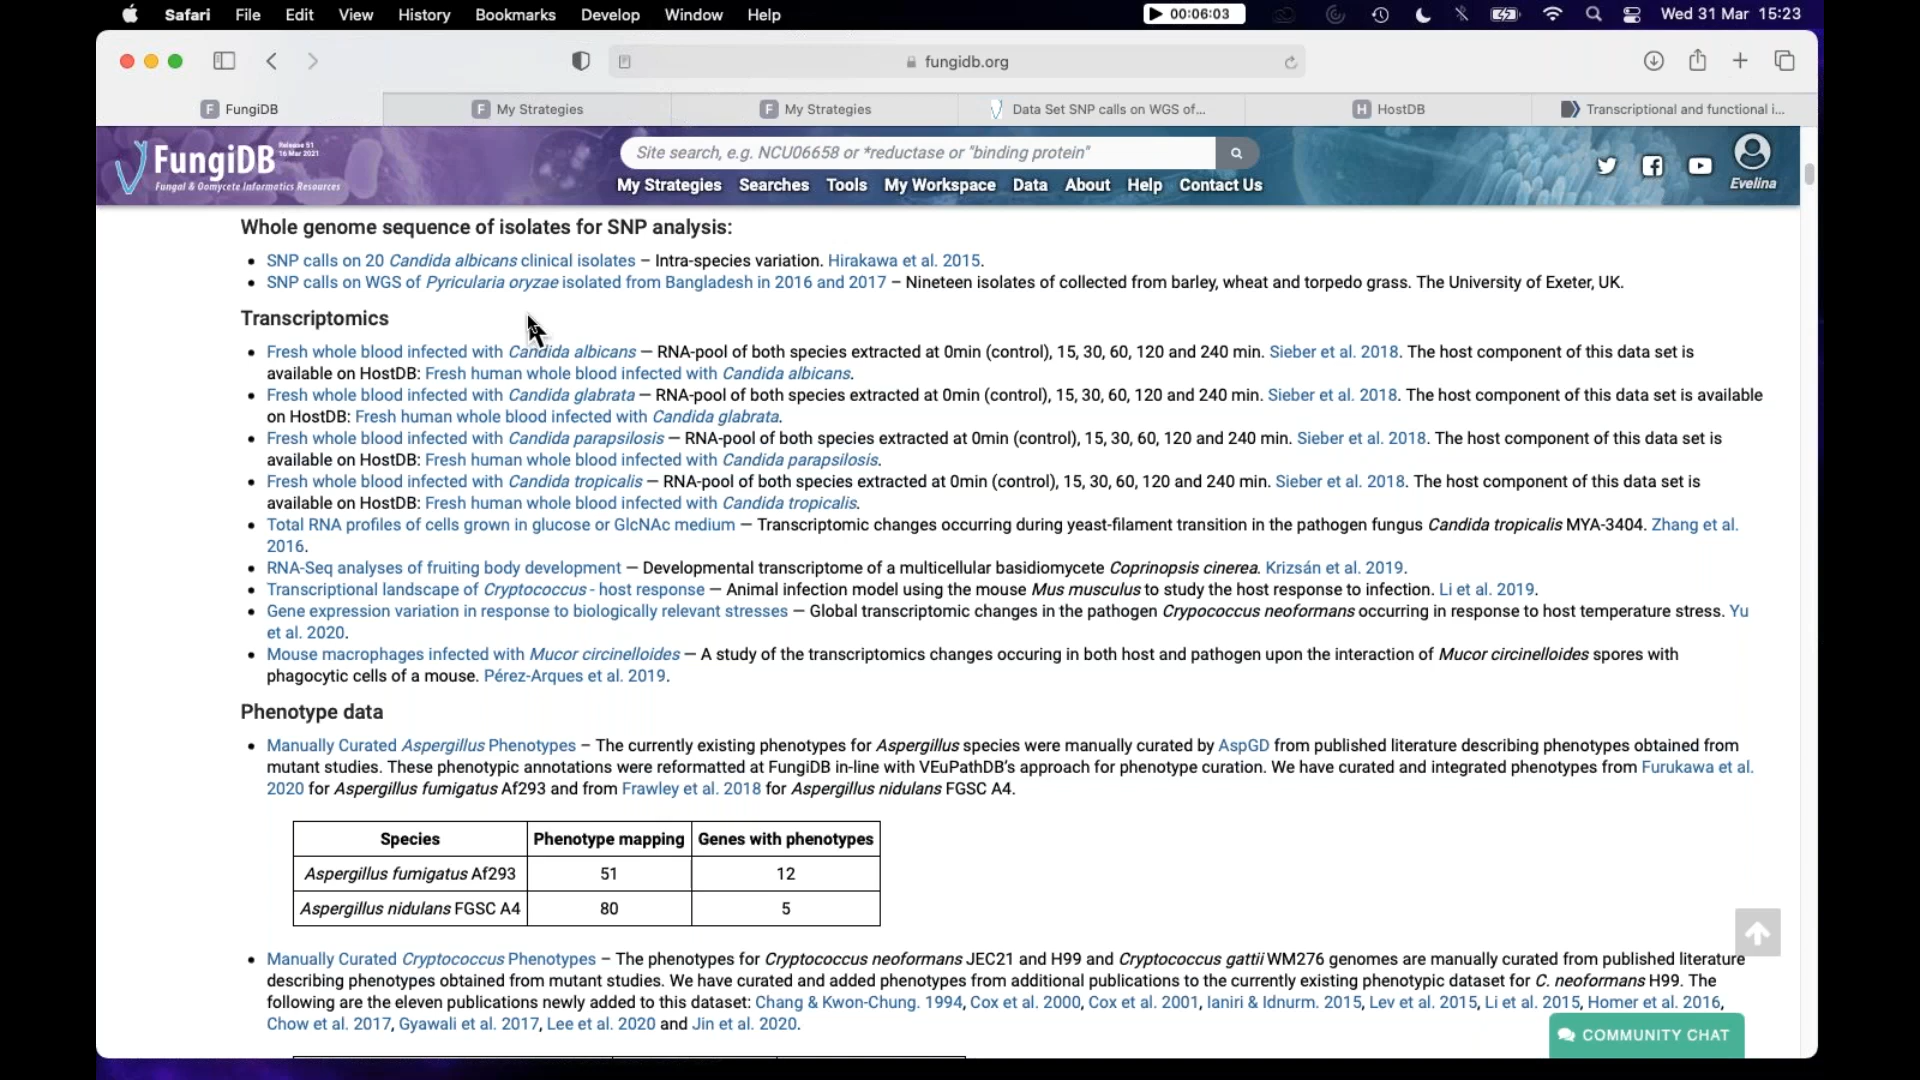 Safari File Edit View History Bookmarks Develop Window Help 00:06:03 Wed 31 Mar 15:23
fungidb.org
F FungiDB F My Strategies F My Strategies Data Set SNP calls on WGS of... H HostDB Transcriptional and functional i...
FungiDB Release 51 16 Mar 2021
Fungal & Oomycete Informatics Resources
Site search, e.g. NCU06658 or *reductase or "binding protein"
My Strategies Searches Tools My Workspace Data About Help Contact Us
Evelina
Whole genome sequence of isolates for SNP analysis:
• SNP calls on 20 Candida albicans clinical isolates – Intra-species variation. Hirakawa et al. 2015.
• SNP calls on WGS of Pyricularia oryzae isolated from Bangladesh in 2016 and 2017 – Nineteen isolates of collected from barley, wheat and torpedo grass. The University of Exeter, UK.
Transcriptomics
• Fresh whole blood infected with Candida albicans — RNA-pool of both species extracted at 0min (control), 15, 30, 60, 120 and 240 min. Sieber et al. 2018. The host component of this data set is
available on HostDB: Fresh human whole blood infected with Candida albicans.
• Fresh whole blood infected with Candida glabrata — RNA-pool of both species extracted at 0min (control), 15, 30, 60, 120 and 240 min. Sieber et al. 2018. The host component of this data set is available
on HostDB: Fresh human whole blood infected with Candida glabrata.
• Fresh whole blood infected with Candida parapsilosis — RNA-pool of both species extracted at 0min (control), 15, 30, 60, 120 and 240 min. Sieber et al. 2018. The host component of this data set is
available on HostDB: Fresh human whole blood infected with Candida parapsilosis.
• Fresh whole blood infected with Candida tropicalis — RNA-pool of both species extracted at 0min (control), 15, 30, 60, 120 and 240 min. Sieber et al. 2018. The host component of this data set is
available on HostDB: Fresh human whole blood infected with Candida tropicalis.
• Total RNA profiles of cells grown in glucose or GlcNAc medium — Transcriptomic changes occurring during yeast-filament transition in the pathogen fungus Candida tropicalis MYA-3404. Zhang et al.
2016.
• RNA-Seq analyses of fruiting body development — Developmental transcriptome of a multicellular basidiomycete Coprinopsis cinerea. Krizsán et al. 2019.
• Transcriptional landscape of Cryptococcus - host response — Animal infection model using the mouse Mus musculus to study the host response to infection. Li et al. 2019.
• Gene expression variation in response to biologically relevant stresses — Global transcriptomic changes in the pathogen Crypococcus neoformans occurring in response to host temperature stress. Yu
et al. 2020.
• Mouse macrophages infected with Mucor circinelloides — A study of the transcriptomics changes occuring in both host and pathogen upon the interaction of Mucor circinelloides spores with
phagocytic cells of a mouse. Pérez-Arques et al. 2019.
Phenotype data
• Manually Curated Aspergillus Phenotypes – The currently existing phenotypes for Aspergillus species were manually curated by AspGD from published literature describing phenotypes obtained from
mutant studies. These phenotypic annotations were reformatted at FungiDB in-line with VEuPathDB's approach for phenotype curation. We have curated and integrated phenotypes from Furukawa et al.
2020 for Aspergillus fumigatus Af293 and from Frawley et al. 2018 for Aspergillus nidulans FGSC A4.
Species Phenotype mapping Genes with phenotypes
Aspergillus fumigatus Af293 51 12
Aspergillus nidulans FGSC A4 80 5
• Manually Curated Cryptococcus Phenotypes – The phenotypes for Cryptococcus neoformans JEC21 and H99 and Cryptococcus gattii WM276 genomes are manually curated from published literature
describing phenotypes obtained from mutant studies. We have curated and added phenotypes from additional publications to the currently existing phenotypic dataset for C. neoformans H99. The
following are the eleven publications newly added to this dataset: Chang & Kwon-Chung. 1994, Cox et al. 2000, Cox et al. 2001, Ianiri & Idnurm. 2015, Lev et al. 2015, Li et al. 2015, Homer et al. 2016,
Chow et al. 2017, Gyawali et al. 2017, Lee et al. 2020 and Jin et al. 2020.
COMMUNITY CHAT